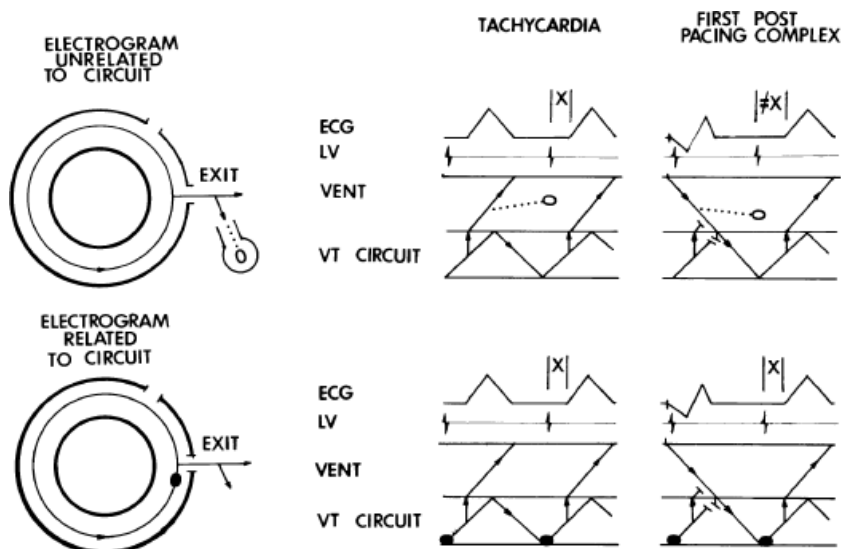 TACHYCARDIA
FIRST POST
PACING COMPLEX
ELECTROGRAM
UNRELATED
TO CIRCUIT
EXIT
ECG
LV
VENT
VT CIRCUIT
|X|
|≠X|
ELECTROGRAM
RELATED
TO CIRCUIT
EXIT
ECG
LV
VENT
VT CIRCUIT
|X|
|X|